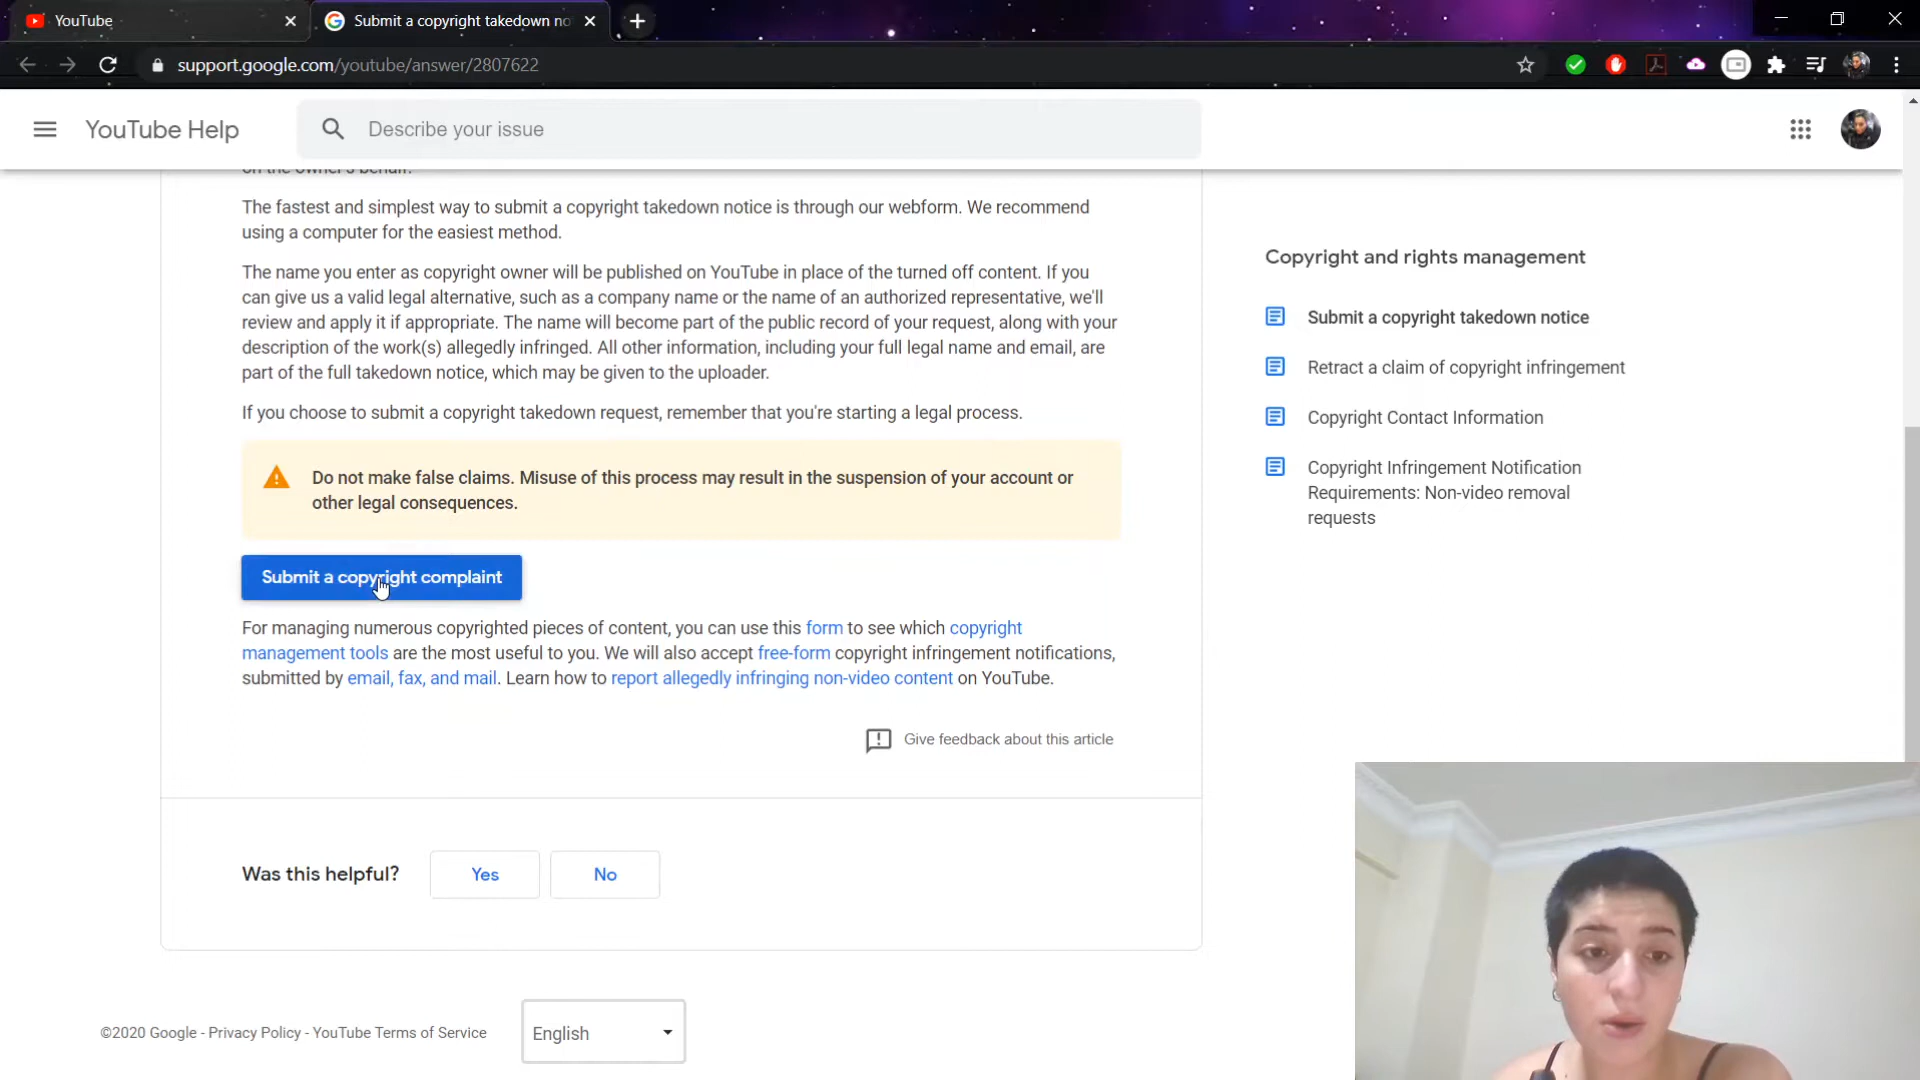 YouTube
Submit a copyright takedown no
support.google.com/youtube/answer/2807622
YouTube Help
Describe your issue
on the owner's behalf.
The fastest and simplest way to submit a copyright takedown notice is through our webform. We recommend
using a computer for the easiest method.
The name you enter as copyright owner will be published on YouTube in place of the turned off content. If you
can give us a valid legal alternative, such as a company name or the name of an authorized representative, we'll
review and apply it if appropriate. The name will become part of the public record of your request, along with your
description of the work(s) allegedly infringed. All other information, including your full legal name and email, are
part of the full takedown notice, which may be given to the uploader.
If you choose to submit a copyright takedown request, remember that you're starting a legal process.
Do not make false claims. Misuse of this process may result in the suspension of your account or
other legal consequences.
Submit a copyright complaint
For managing numerous copyrighted pieces of content, you can use this form to see which copyright
management tools are the most useful to you. We will also accept free-form copyright infringement notifications,
submitted by email, fax, and mail. Learn how to report allegedly infringing non-video content on YouTube.
Give feedback about this article
Was this helpful?
Yes
No
©2020 Google - Privacy Policy - YouTube Terms of Service
English
Copyright and rights management
Submit a copyright takedown notice
Retract a claim of copyright infringement
Copyright Contact Information
Copyright Infringement Notification
Requirements: Non-video removal
requests